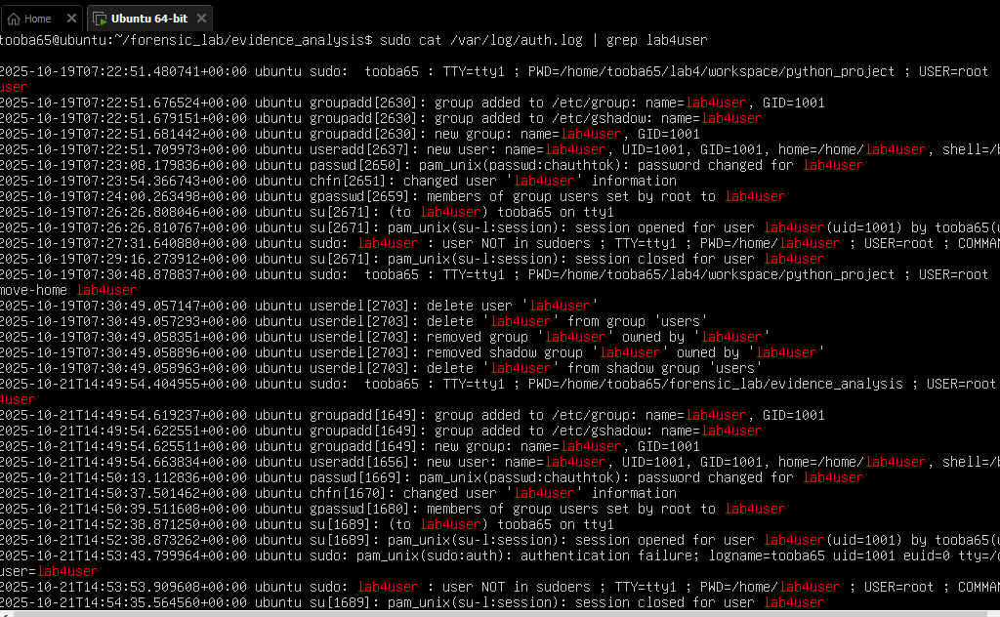 Home
Ubuntu 64-bit
tooba65@ubuntu:~/forensic_lab/evidence_analysis$ sudo cat /var/log/auth.log | grep lab4user
2025-10-19T07:22:51.480741+00:00 ubuntu sudo:  tooba65 : TTY=tty1 ; PWD=/home/tooba65/lab4/workspace/python_project ; USER=root
user
2025-10-19T07:22:51.676524+00:00 ubuntu groupadd[2630]: group added to /etc/group: name=lab4user, GID=1001
2025-10-19T07:22:51.679151+00:00 ubuntu groupadd[2630]: group added to /etc/gshadow: name=lab4user
2025-10-19T07:22:51.681442+00:00 ubuntu groupadd[2630]: new group: name=lab4user, GID=1001
2025-10-19T07:22:51.709973+00:00 ubuntu useradd[2637]: new user: name=lab4user, UID=1001, GID=1001, home=/home/lab4user, shell=/b
2025-10-19T07:23:08.179836+00:00 ubuntu passwd[2650]: pam_unix(passwd:chauthtok): password changed for lab4user
2025-10-19T07:23:54.366743+00:00 ubuntu chfn[2651]: changed user 'lab4user' information
2025-10-19T07:24:00.263498+00:00 ubuntu gpasswd[2659]: members of group users set by root to lab4user
2025-10-19T07:26:26.808046+00:00 ubuntu su[2671]: (to lab4user) tooba65 on tty1
2025-10-19T07:26:26.810767+00:00 ubuntu su[2671]: pam_unix(su-l:session): session opened for user lab4user(uid=1001) by tooba65(u
2025-10-19T07:27:31.640880+00:00 ubuntu sudo: lab4user : user NOT in sudoers ; TTY=tty1 ; PWD=/home/lab4user ; USER=root ; COMMA
2025-10-19T07:29:16.273912+00:00 ubuntu su[2671]: pam_unix(su-l:session): session closed for user lab4user
2025-10-19T07:30:48.878837+00:00 ubuntu sudo:  tooba65 : TTY=tty1 ; PWD=/home/tooba65/lab4/workspace/python_project ; USER=root
move-home lab4user
2025-10-19T07:30:49.057147+00:00 ubuntu userdel[2703]: delete user 'lab4user'
2025-10-19T07:30:49.057293+00:00 ubuntu userdel[2703]: delete 'lab4user' from group 'users'
2025-10-19T07:30:49.058351+00:00 ubuntu userdel[2703]: removed group 'lab4user' owned by 'lab4user'
2025-10-19T07:30:49.058896+00:00 ubuntu userdel[2703]: removed shadow group 'lab4user' owned by 'lab4user'
2025-10-19T07:30:49.058963+00:00 ubuntu userdel[2703]: delete 'lab4user' from shadow group 'users'
2025-10-21T14:49:54.404955+00:00 ubuntu sudo:  tooba65 : TTY=tty1 ; PWD=/home/tooba65/forensic_lab/evidence_analysis ; USER=root
4user
2025-10-21T14:49:54.619237+00:00 ubuntu groupadd[1649]: group added to /etc/group: name=lab4user, GID=1001
2025-10-21T14:49:54.622551+00:00 ubuntu groupadd[1649]: group added to /etc/gshadow: name=lab4user
2025-10-21T14:49:54.625511+00:00 ubuntu groupadd[1649]: new group: name=lab4user, GID=1001
2025-10-21T14:49:54.663834+00:00 ubuntu useradd[1656]: new user: name=lab4user, UID=1001, GID=1001, home=/home/lab4user, shell=/b
2025-10-21T14:50:13.112836+00:00 ubuntu passwd[1669]: pam_unix(passwd:chauthtok): password changed for lab4user
2025-10-21T14:50:37.501462+00:00 ubuntu chfn[1670]: changed user 'lab4user' information
2025-10-21T14:50:39.511608+00:00 ubuntu gpasswd[1680]: members of group users set by root to lab4user
2025-10-21T14:52:38.871250+00:00 ubuntu su[1689]: (to lab4user) tooba65 on tty1
2025-10-21T14:52:38.873262+00:00 ubuntu su[1689]: pam_unix(su-l:session): session opened for user lab4user(uid=1001) by tooba65(u
2025-10-21T14:53:43.799964+00:00 ubuntu sudo: pam_unix(sudo:auth): authentication failure; logname=tooba65 uid=1001 euid=0 tty=/d
user=lab4user
2025-10-21T14:53:53.909608+00:00 ubuntu sudo: lab4user : user NOT in sudoers ; TTY=tty1 ; PWD=/home/lab4user ; USER=root ; COMMA
2025-10-21T14:54:35.564560+00:00 ubuntu su[1689]: pam_unix(su-l:session): session closed for user lab4user